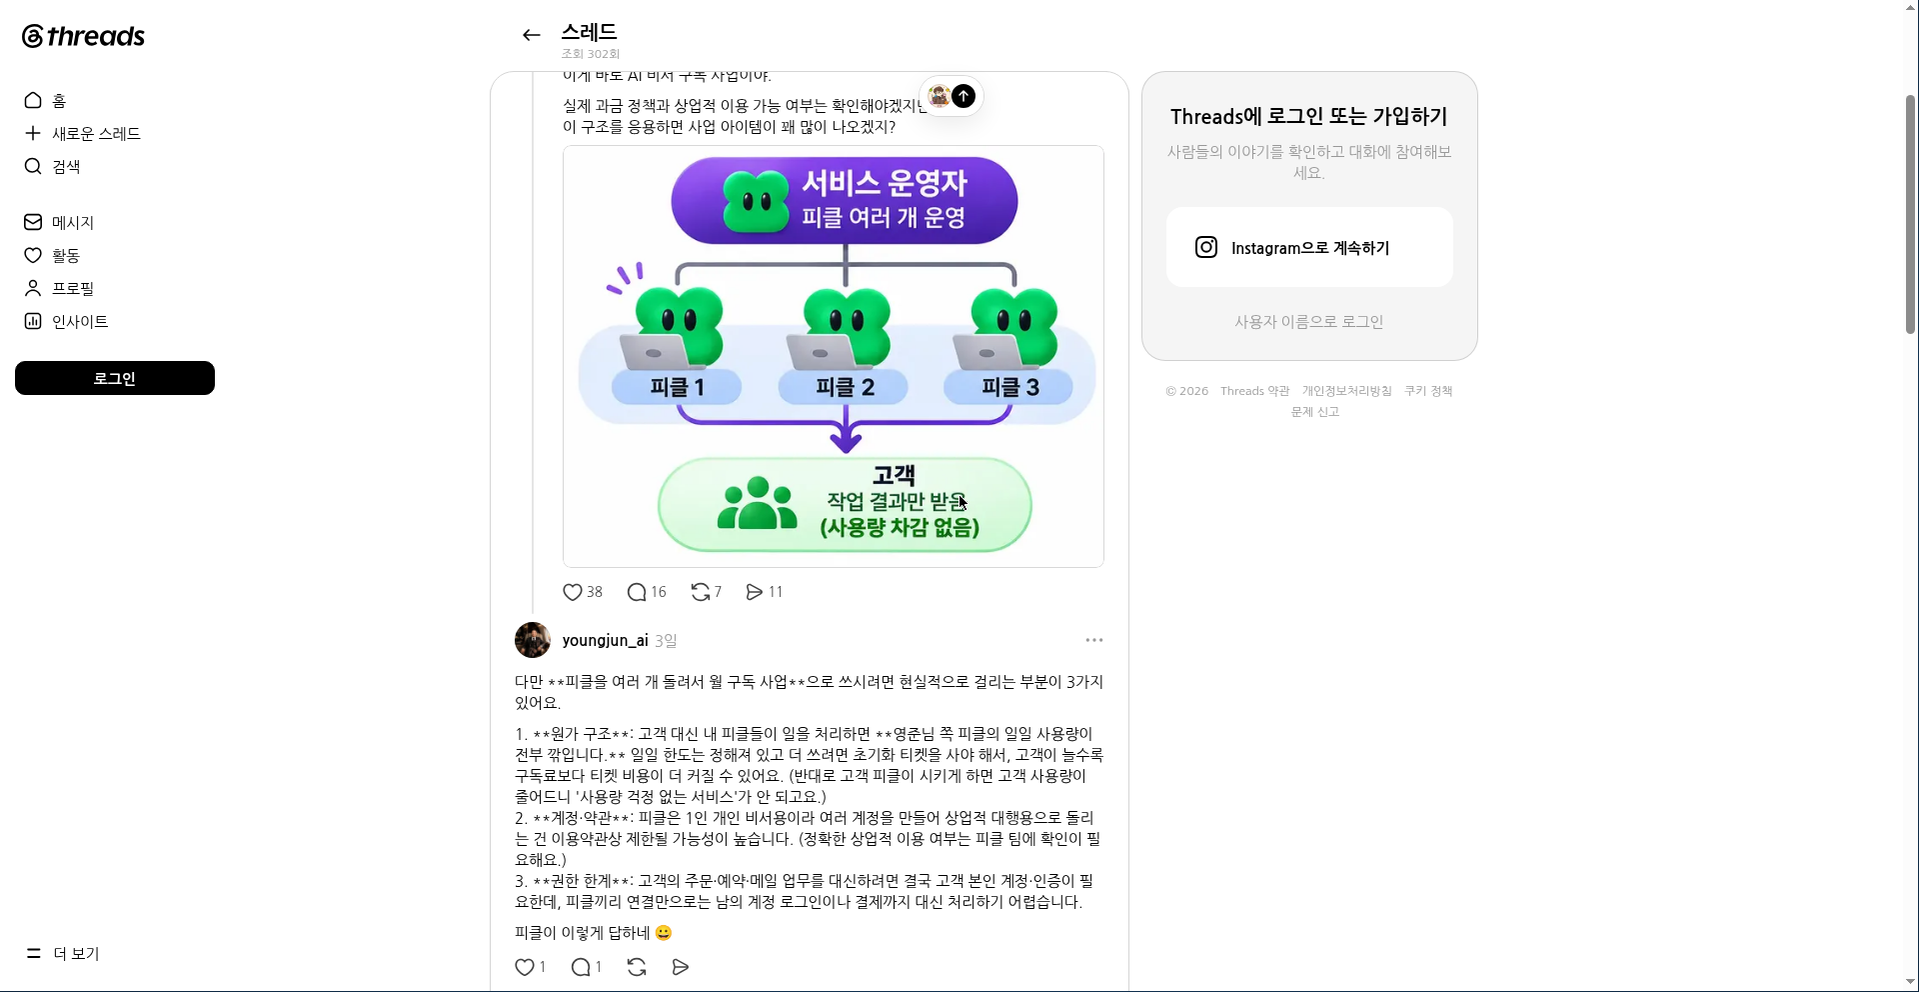 threads
홈
새로운 스레드
검색
메시지
활동
프로필
인사이트
로그인
더 보기
스레드
조회 302회
이게 바로 AI 비서 구독 사업이야.
실제 과금 정책과 상업적 이용 가능 여부는 확인해야겠지만
이 구조를 응용하면 사업 아이템이 꽤 많이 나오겠지?
서비스 운영자
피클 여러 개 운영
피클 1
피클 2
피클 3
고객
작업 결과만 받음
(사용량 차감 없음)
38
16
7
11
youngjun_ai 3일
다만 **피클을 여러 개 돌려서 월 구독 사업**으로 쓰시려면 현실적으로 걸리는 부분이 3가지
있어요.
1. **원가 구조**: 고객 대신 내 피클들이 일을 처리하면 **영준님 쪽 피클의 일일 사용량이
전부 깎입니다.** 일일 한도는 정해져 있고 더 쓰려면 초기화 티켓을 사야 해서, 고객이 늘수록
구독료보다 티켓 비용이 더 커질 수 있어요. (반대로 고객 피클이 시키게 하면 고객 사용량이
줄어드니 '사용량 걱정 없는 서비스'가 안 되고요.)
2. **계정·약관**: 피클은 1인 개인 비서용이라 여러 계정을 만들어 상업적 대행용으로 돌리
는 건 이용약관상 제한될 가능성이 높습니다. (정확한 상업적 이용 여부는 피클 팀에 확인이 필
요해요.)
3. **권한 한계**: 고객의 주문·예약·메일 업무를 대신하려면 결국 고객 본인 계정·인증이 필
요한데, 피클끼리 연결만으로는 남의 계정 로그인이나 결제까지 대신 처리하기 어렵습니다.
피클이 이렇게 답하네 😀
1
1
Threads에 로그인 또는 가입하기
사람들의 이야기를 확인하고 대화에 참여해보
세요.
Instagram으로 계속하기
사용자 이름으로 로그인
© 2026 Threads 약관 개인정보처리방침 쿠키 정책
문제 신고